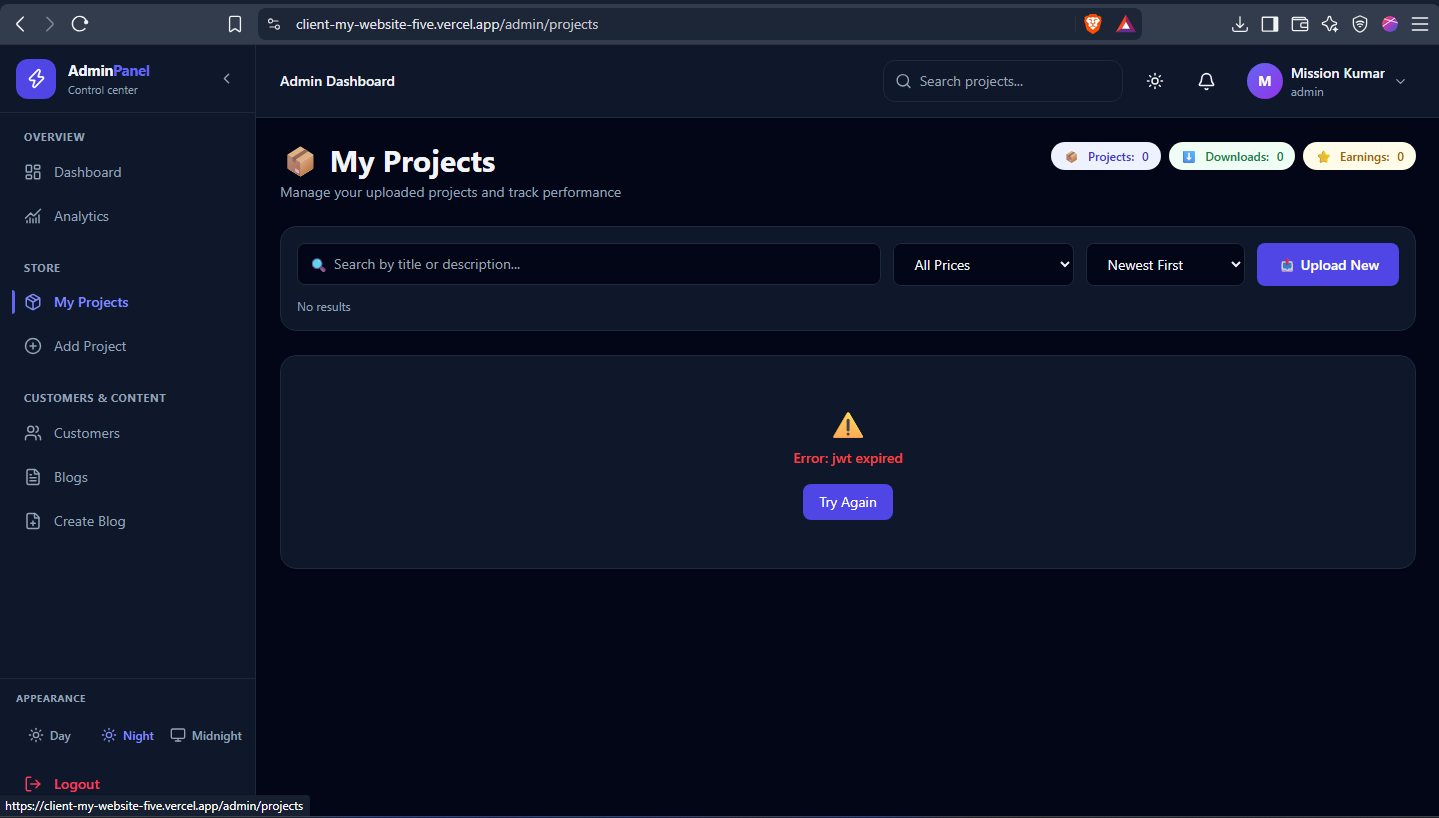 client-my-website-five.vercel.app/admin/projects
AdminPanel
Control center
Admin Dashboard
Search projects...
M
Mission Kumar
admin
OVERVIEW
Dashboard
Analytics
STORE
My Projects
Add Project
CUSTOMERS & CONTENT
Customers
Blogs
Create Blog
APPEARANCE
Day Night Midnight
Logout
https://client-my-website-five.vercel.app/admin/projects
My Projects
Manage your uploaded projects and track performance
Projects: 0 Downloads: 0 Earnings: 0
Search by title or description... All Prices Newest First Upload New
No results
Error: jwt expired
Try Again